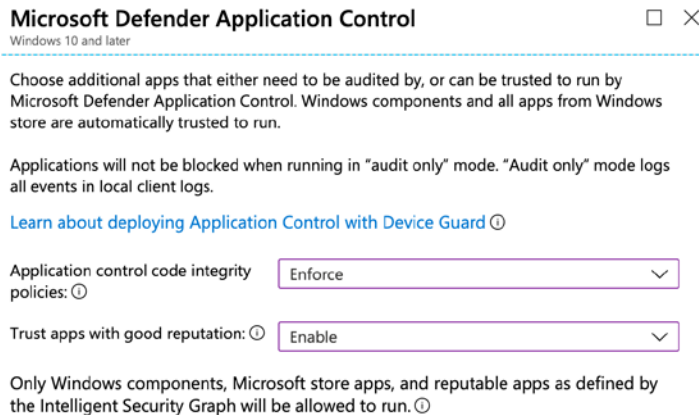 Microsoft Defender Application Control
Windows 10 and later
Choose additional apps that either need to be audited by, or can be trusted to run by
Microsoft Defender Application Control. Windows components and all apps from Windows
store are automatically trusted to run.
Applications will not be blocked when running in “audit only” mode. “Audit only” mode logs
all events in local client logs.
Learn about deploying Application Control with Device Guard
Application control code integrity
policies:
Enforce
Trust apps with good reputation:
Enable
Only Windows components, Microsoft store apps, and reputable apps as defined by
the Intelligent Security Graph will be allowed to run.